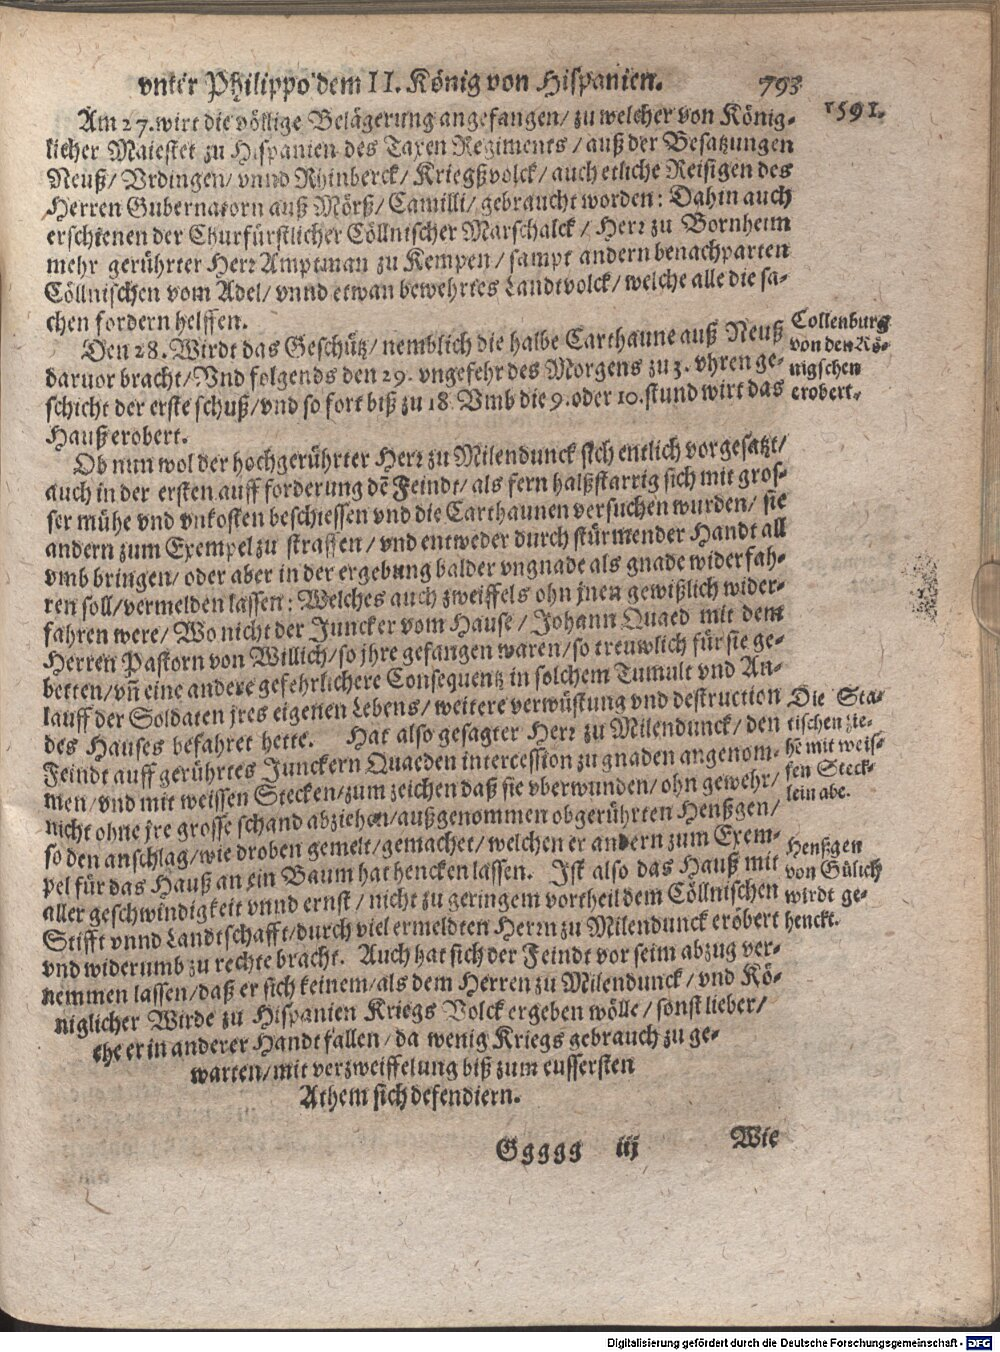 vnter Philippo dem II. König von Hispanien. 793
1591.
Am 27. wirt die völlige Belägerung angefangen / zu welcher von König-
licher Maiestet zu Hispanien des Taxen Regiments / auß der Besatzungen
Neuß / Vrdingen / vnnd Rhinberck / Kriegßvolck / auch etliche Reisigen des
Herren Gubernatorn auß Mörß / Camilli / gebraucht worden: Dahin auch
erschienen der Churfürstlicher Cöllnischer Marschalck / Herr zu Bornheim
mehr gerührter Herr Amptman zu Kempen / sampt andern benachparten
Cöllnischen vom Adel / vnnd etwan bewehrtes Landtvolck / welche alle die sa-
chen fordern helffen.
Den 28. Wirdt das Geschütz / nemblich die halbe Carthaune auß Neuß
daruor bracht / Vnd folgends den 29. vngefehr des Morgens zu 3. vhren ge-
schicht der erste schuß / vnd so fort biß zu 18. Vmb die 9. oder 10. stund wirt das
Hauß erobert.
Collenburg
von den Kö-
nigschen
erobert.
Ob nun wol der hochgerührter Herr zu Milendunck sich entlich vorgesatzt /
auch in der ersten auff forderung dē Feindt / als fern halßstarrig sich mit gros-
ser mühe vnd vnkosten beschiessen vnd die Carthaunen versuchen wurden / sie
andern zum Exempel zu straffen / vnd entweder durch stürmender Handt all
vmb bringen / oder aber in der ergebung balder vngnade als gnade widerfah-
ren soll / vermelden lassen: Welches auch zweiffels ohn jnen gewißlich wider-
fahren were / Wo nicht der Juncker vom Hause / Johann Quaed mit dem
Herren Pastorn von Willich / so jhre gefangen waren / so treuwlich für sie ge-
betten / vñ eine andere gefehrlichere Consequentz in solchem Tumult vnd An-
lauff der Soldaten jres eigenen Lebens / weitere verwüstung vnd destruction
des Hauses befahret hette. Hat also gesagter Herr zu Milendunck / den
Feindt auff gerührtes Junckern Quaeden intercession zu gnaden angenom-
men / vnd mit weissen Stecken / zum zeichen daß sie vberwunden / ohn gewehr /
nicht ohne jre grosse schand abziehen / außgenommen obgerührten Henßgen /
so den anschlag / wie droben gemelt / gemachet / welchen er andern zum Exem-
pel für das Hauß an ein Baum hat hencken lassen. Ist also das Hauß mit
aller geschwindigkeit vnnd ernst / nicht zu geringem vortheil dem Cöllnischen
Stifft vnnd Landtschafft / durch viel ermeldten Herrn zu Milendunck eröbert
vnd widerumb zu rechte bracht. Auch hat sich der Feindt vor seim abzug ver-
nemmen lassen / daß er sich keinem / als dem Herren zu Milendunck / vnd Kö-
niglicher Wirde zu Hispanien Kriegs Volck ergeben wölle / sonst lieber /
ehe er in anderer Handt fallen / da wenig Kriegs gebrauch zu ge-
warten / mit verzweiffelung biß zum eussersten
Athem sich defendiern.
Die Sta-
tischen zie-
hē mit weis-
sen Steck-
lein abe.
Henßgen
von Gülich
wirdt ge-
henckt.
Ggggg iij Wie
Digitalisierung gefördert durch die Deutsche Forschungsgemeinschaft - DFG